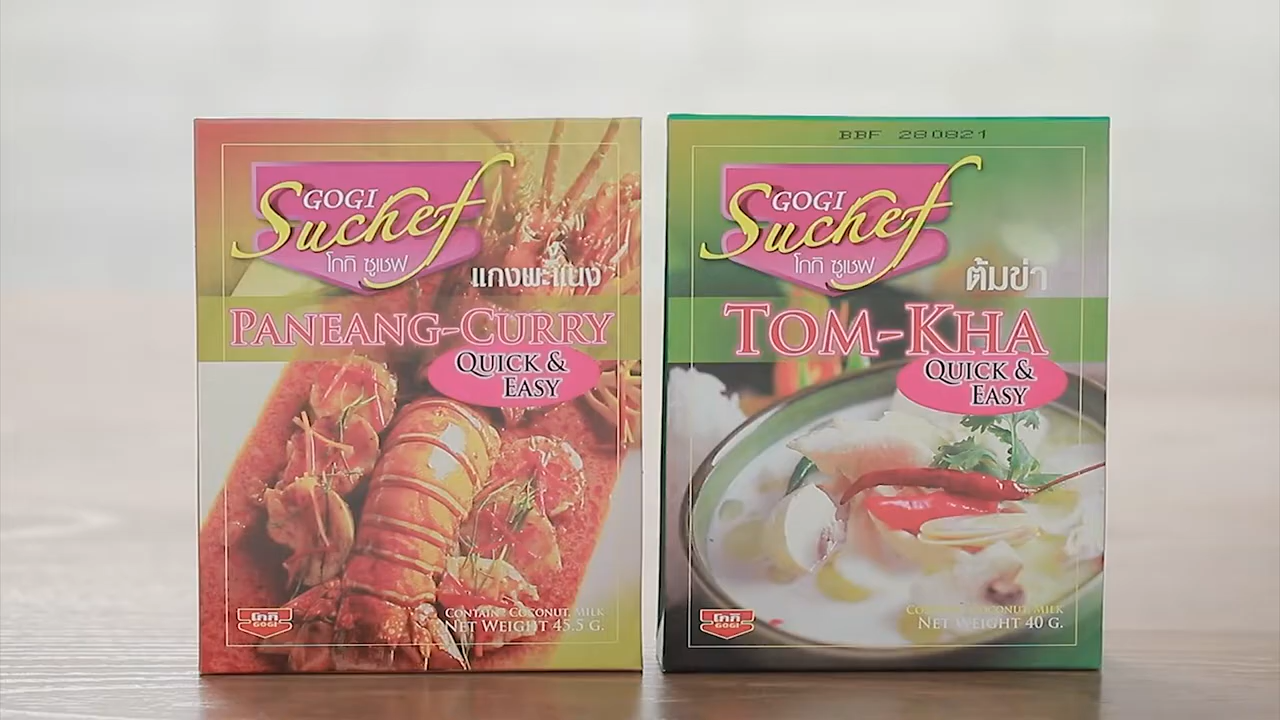 GOGI
Suchef
โกกิ ซูเชฟ
แกงพะแนง
PANEANG-CURRY
QUICK &
EASY
โกกิ
GOGI
CONTAINS COCONUT, MILK
NET WEIGHT 45.5 G.
BBF 280821
GOGI
Suchef
โกกิ ซูเชฟ
ต้มข่า
TOM-KHA
QUICK &
EASY
โกกิ
GOGI
CONTAINS COCONUT, MILK
NET WEIGHT 40 G.